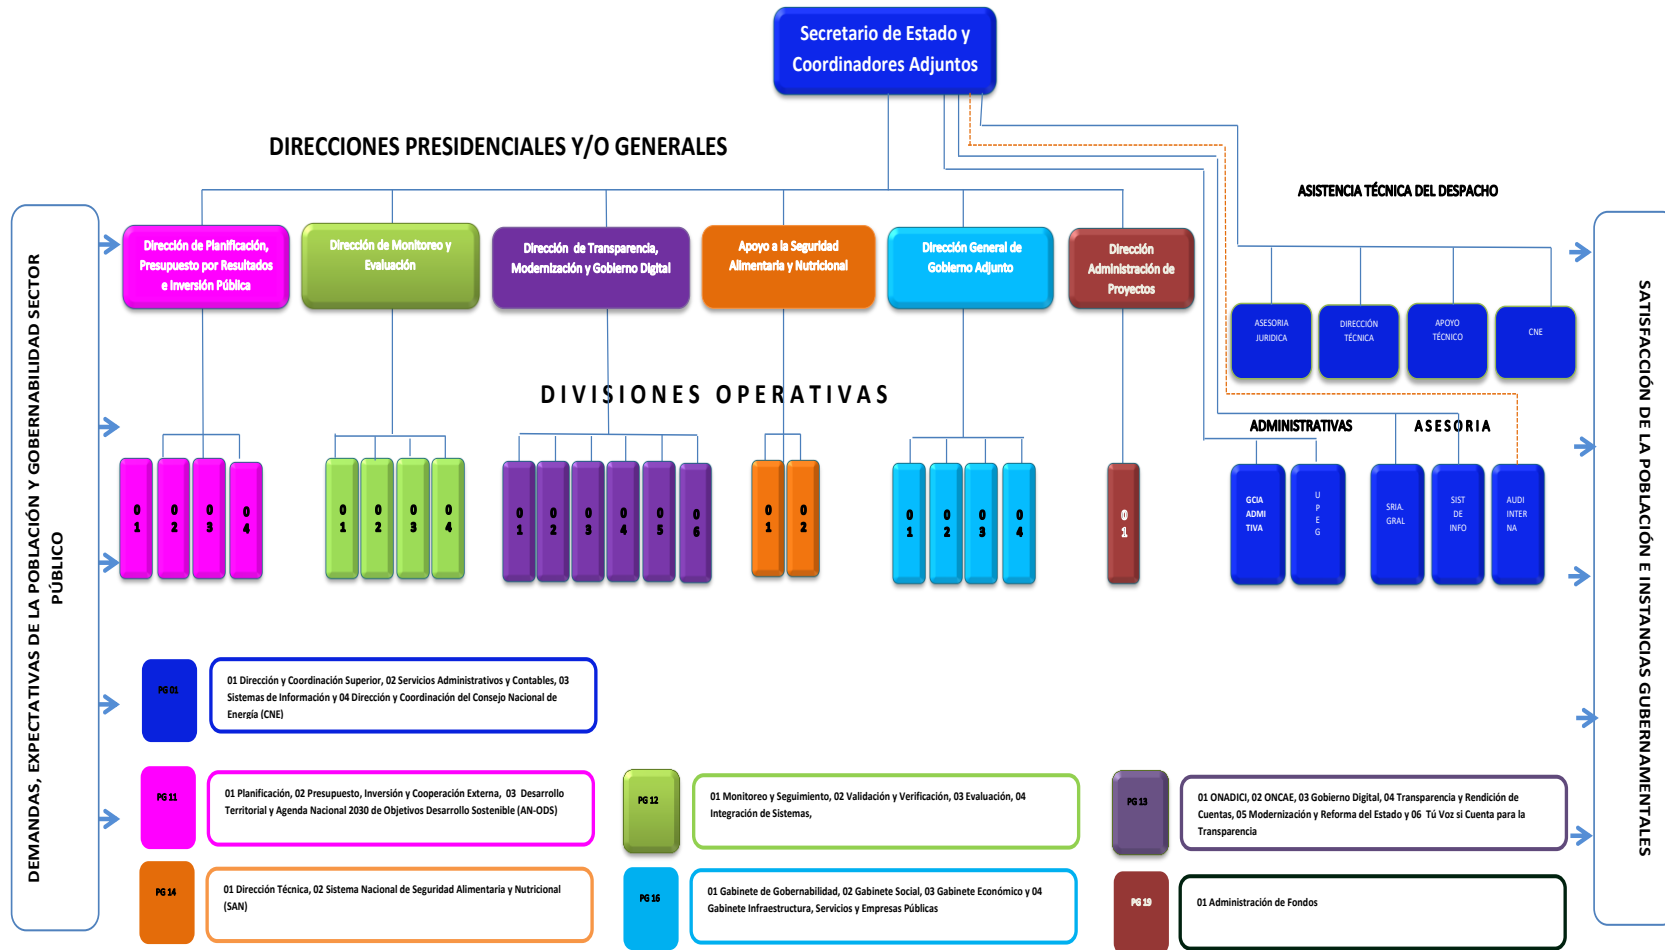 Secretario de Estado y
Coordinadores Adjuntos
DIRECCIONES PRESIDENCIALES Y/O GENERALES
ASISTENCIA TÉCNICA DEL DESPACHO
DEMANDAS, EXPECTATIVAS DE LA POBLACIÓN Y GOBERNABILIDAD SECTOR
PÚBLICO
Dirección de Planificación,
Presupuesto por Resultados
e Inversión Pública
Dirección de Monitoreo y
Evaluación
Dirección de Transparencia,
Modernización y Gobierno Digital
Apoyo a la Seguridad
Alimentaria y Nutricional
Dirección General de
Gobierno Adjunto
Dirección
Administración de
Proyectos
ASESORIA
JURIDICA
DIRECCIÓN
TÉCNICA
APOYO
TÉCNICO
CNE
SATISFACCIÓN DE LA POBLACIÓN E INSTANCIAS GUBERNAMENTALES
DIVISIONES OPERATIVAS
ADMINISTRATIVAS
ASESORIA
01
02
03
04
01
02
03
04
01
02
03
04
05
06
01
02
01
02
03
04
01
GCIA
ADMI
TIVA
U
P
E
G
SRIA.
GRAL
SIST
DE
INFO
AUDI
INTER
NA
PG 01
01 Dirección y Coordinación Superior, 02 Servicios Administrativos y Contables, 03
Sistemas de Información y 04 Dirección y Coordinación del Consejo Nacional de
Energía (CNE)
PG 11
01 Planificación, 02 Presupuesto, Inversión y Cooperación Externa, 03 Desarrollo
Territorial y Agenda Nacional 2030 de Objetivos Desarrollo Sostenible (AN-ODS)
PG 12
01 Monitoreo y Seguimiento, 02 Validación y Verificación, 03 Evaluación, 04
Integración de Sistemas,
PG 13
01 ONADICI, 02 ONCAE, 03 Gobierno Digital, 04 Transparencia y Rendición de
Cuentas, 05 Modernización y Reforma del Estado y 06 Tú Voz si Cuenta para la
Transparencia
PG 14
01 Dirección Técnica, 02 Sistema Nacional de Seguridad Alimentaria y Nutricional
(SAN)
PG 16
01 Gabinete de Gobernabilidad, 02 Gabinete Social, 03 Gabinete Económico y 04
Gabinete Infraestructura, Servicios y Empresas Públicas
PG 19
01 Administración de Fondos